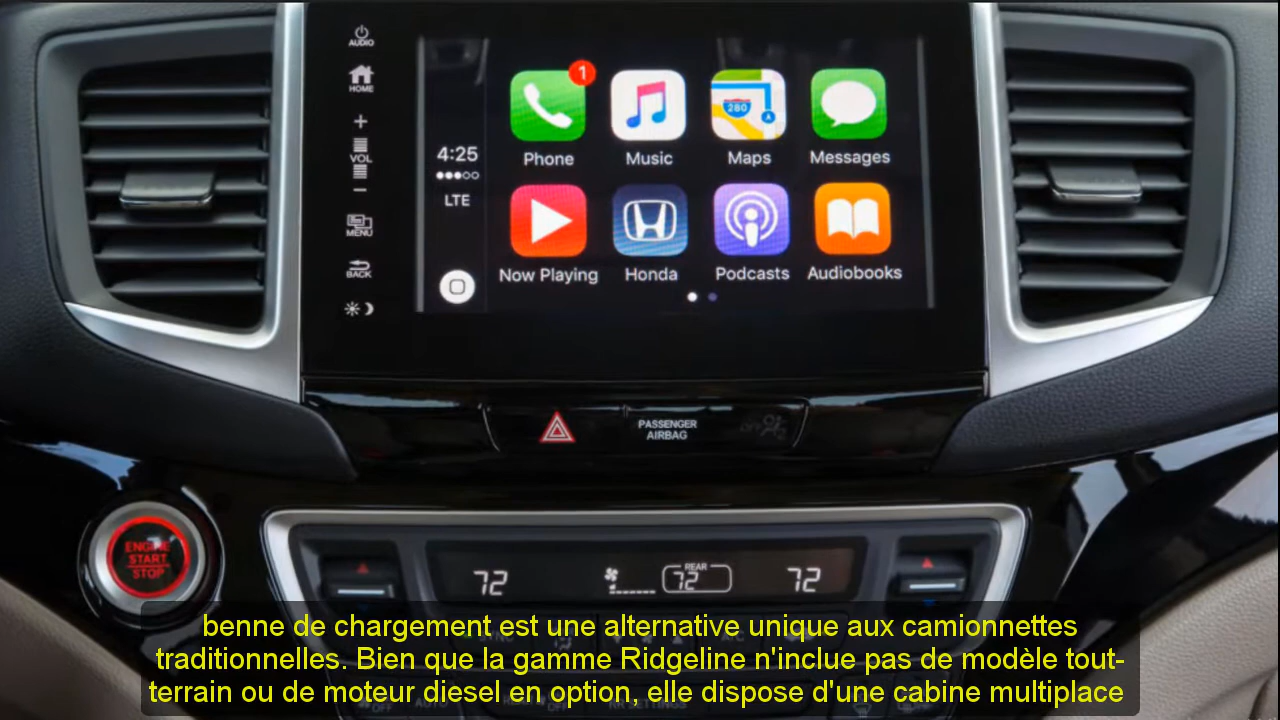 AUDIO
HOME
+
VOL
−
MENU
BACK
4:25
LTE
1
Phone
Music
280
Maps
Messages
Now Playing
Honda
Podcasts
Audiobooks
PASSENGER
AIRBAG
OFF
ENGINE
START
STOP
72
REAR
72
72
benne de chargement est une alternative unique aux camionnettes
traditionnelles. Bien que la gamme Ridgeline n'inclue pas de modèle tout-
terrain ou de moteur diesel en option, elle dispose d'une cabine multiplace